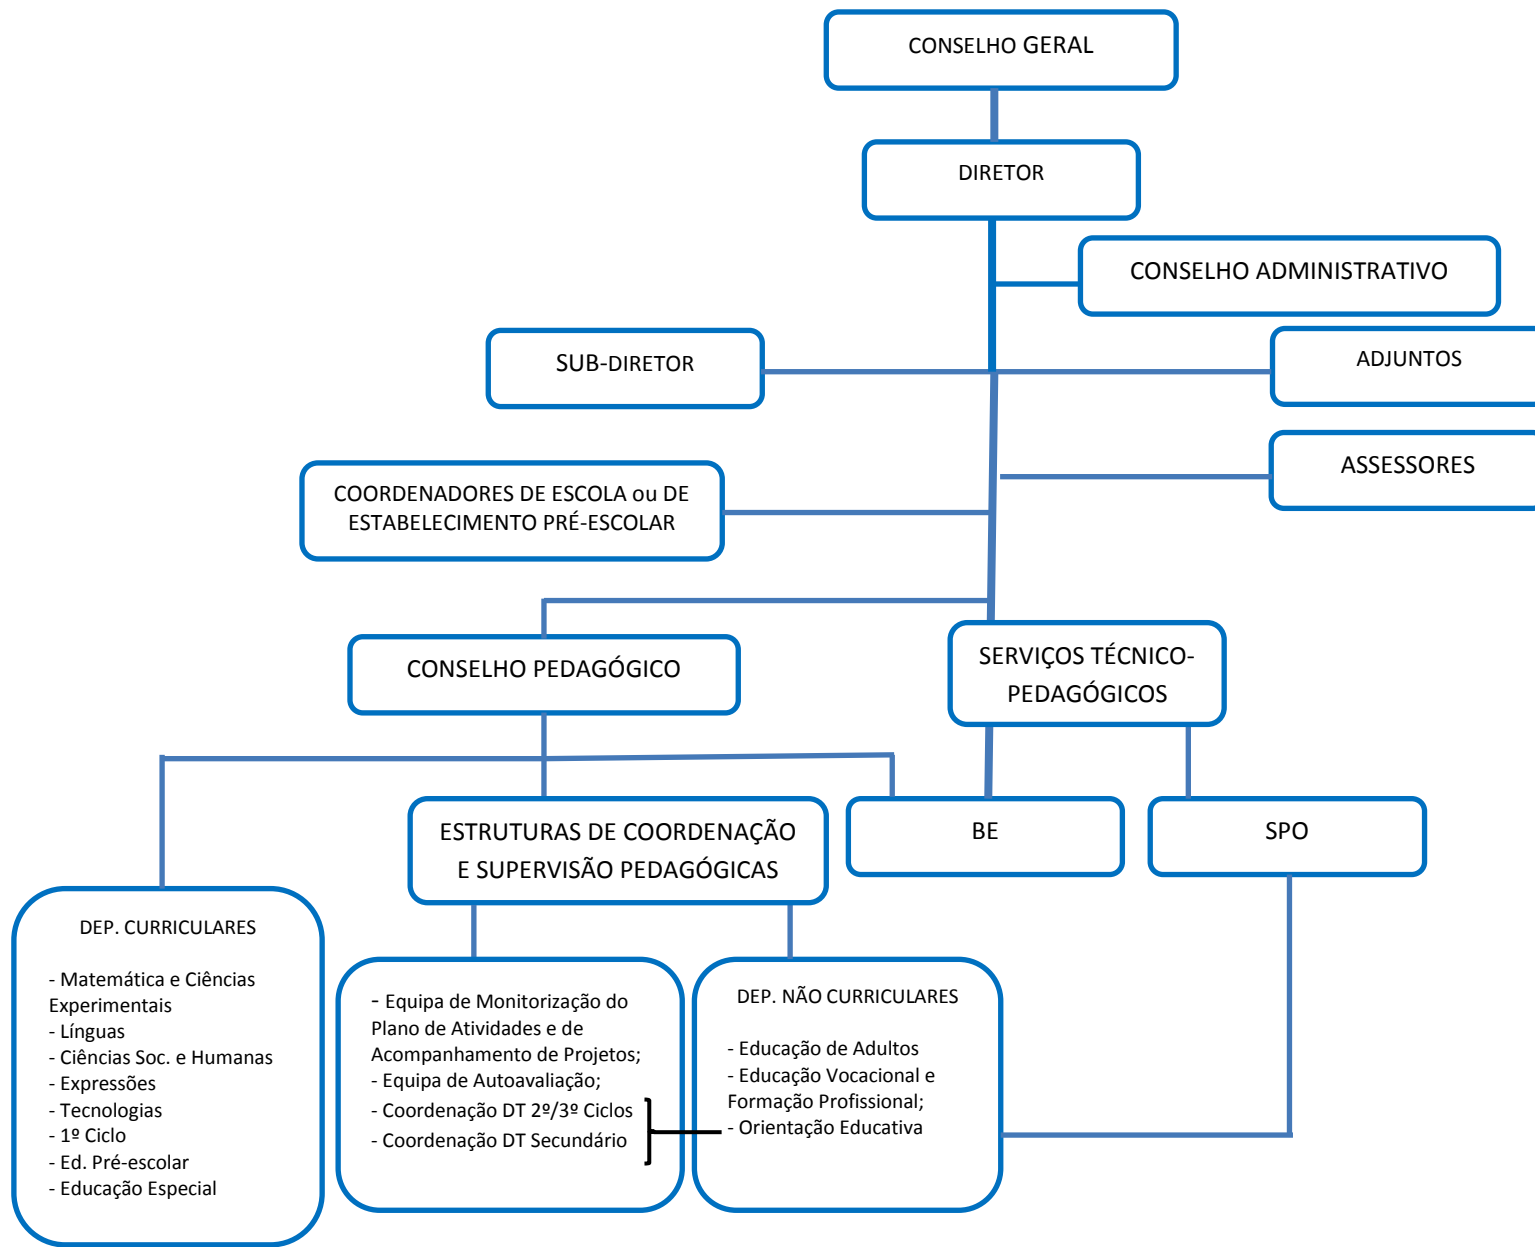 CONSELHO GERAL
DIRETOR
CONSELHO ADMINISTRATIVO
SUB-DIRETOR
ADJUNTOS
ASSESSORES
COORDENADORES DE ESCOLA ou DE
ESTABELECIMENTO PRÉ-ESCOLAR
CONSELHO PEDAGÓGICO
SERVIÇOS TÉCNICO-
PEDAGÓGICOS
ESTRUTURAS DE COORDENAÇÃO
E SUPERVISÃO PEDAGÓGICAS
BE
SPO
DEP. CURRICULARES
- Matemática e Ciências
Experimentais
- Línguas
- Ciências Soc. e Humanas
- Expressões
- Tecnologias
- 1º Ciclo
- Ed. Pré-escolar
- Educação Especial
- Equipa de Monitorização do
Plano de Atividades e de
Acompanhamento de Projetos;
- Equipa de Autoavaliação;
- Coordenação DT 2º/3º Ciclos
- Coordenação DT Secundário
DEP. NÃO CURRICULARES
- Educação de Adultos
- Educação Vocacional e
Formação Profissional;
- Orientação Educativa